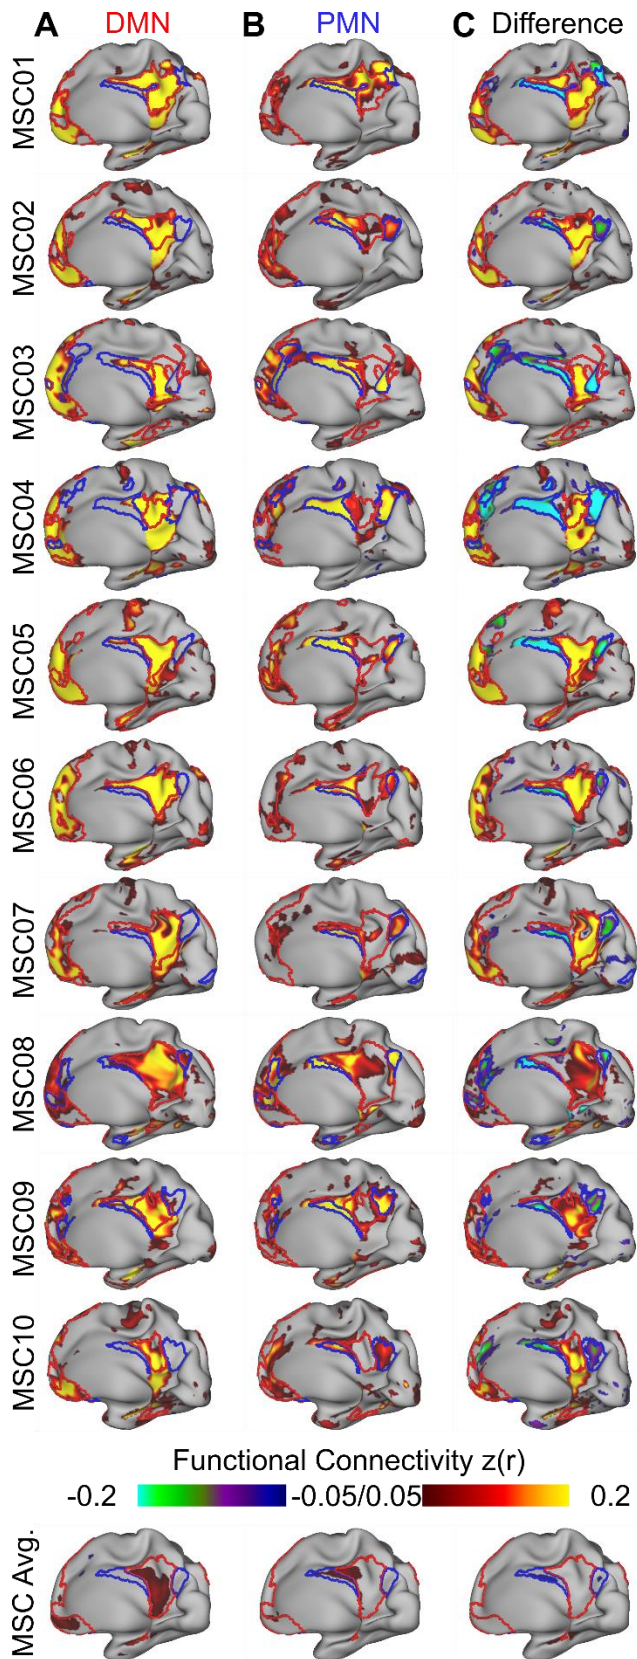 A DMN B PMN C Difference
MSC01
MSC02
MSC03
MSC04
MSC05
MSC06
MSC07
MSC08
MSC09
MSC10
Functional Connectivity z(r)
-0.2 -0.05/0.05 0.2
MSC Avg.